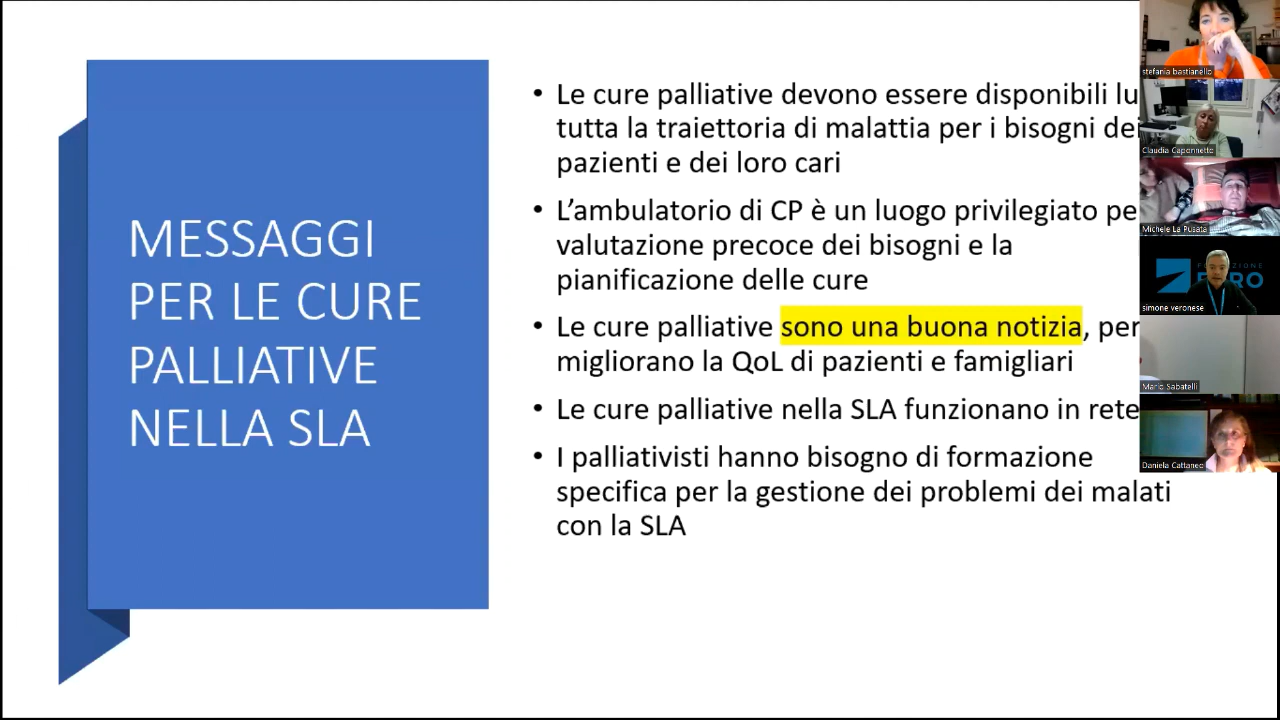 MESSAGGI
PER LE CURE
PALLIATIVE
NELLA SLA
• Le cure palliative devono essere disponibili lu
tutta la traiettoria di malattia per i bisogni dei
pazienti e dei loro cari
• L’ambulatorio di CP è un luogo privilegiato pe
valutazione precoce dei bisogni e la
pianificazione delle cure
• Le cure palliative sono una buona notizia, per
migliorano la QoL di pazienti e famigliari
• Le cure palliative nella SLA funzionano in rete
• I palliativisti hanno bisogno di formazione
specifica per la gestione dei problemi dei malati
con la SLA
stefania bastianello
Claudia Caponnetto
Michele La Pusata
simone veronese
Mario Sabatelli
Daniela Cattaneo